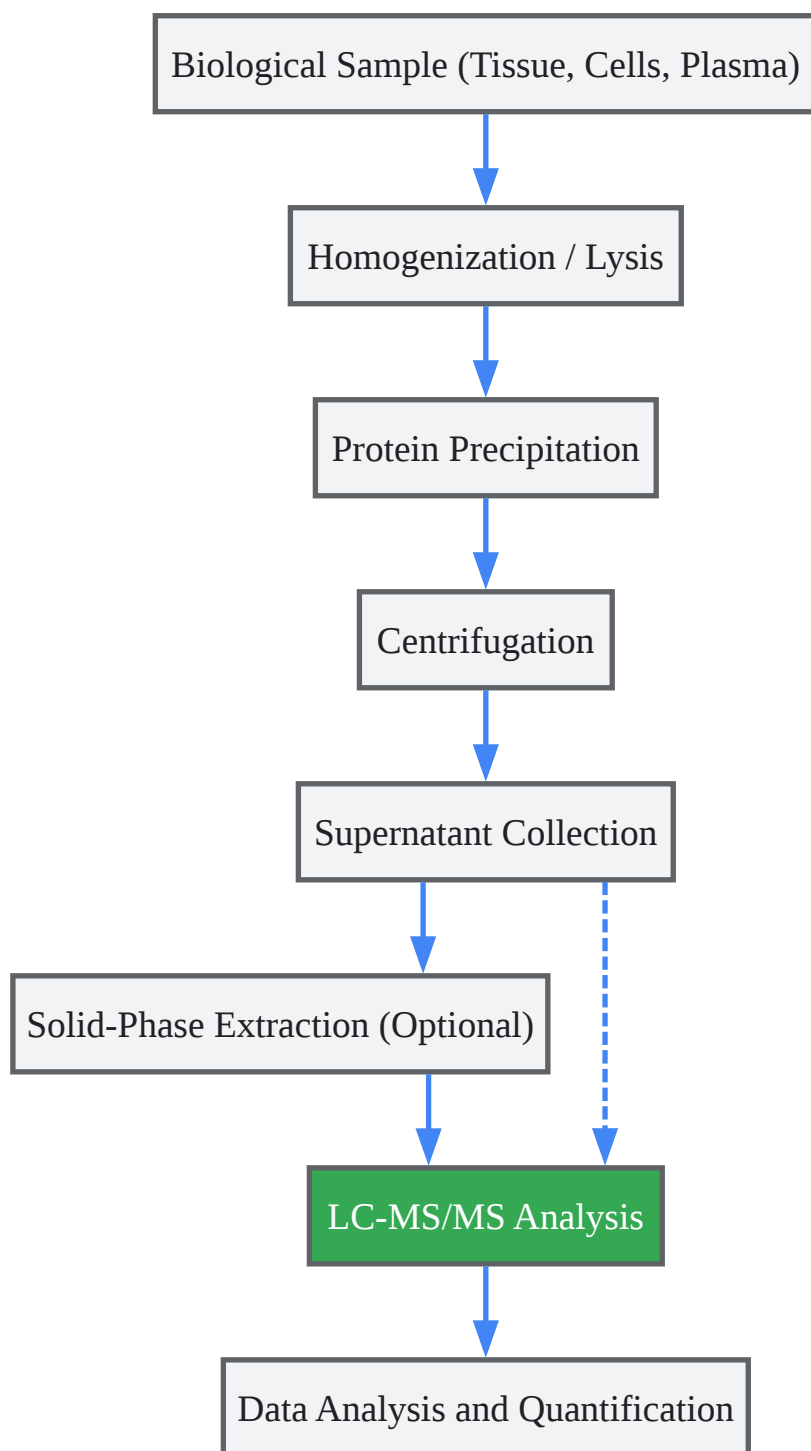 Biological Sample (Tissue, Cells, Plasma)
Homogenization / Lysis
Protein Precipitation
Centrifugation
Supernatant Collection
Solid-Phase Extraction (Optional)
LC-MS/MS Analysis
Data Analysis and Quantification